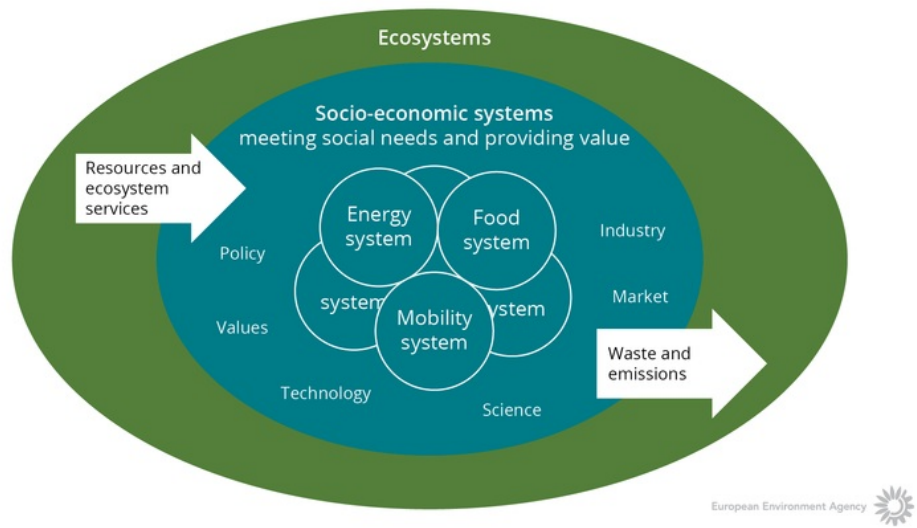 Ecosystems
Socio-economic systems
meeting social needs and providing value
Resources and
ecosystem
services
Energy
system
Food
system
Industry
Policy
system
Mobility
system
ystem
Market
Values
Waste and
emissions
Technology
Science
European Environment Agency